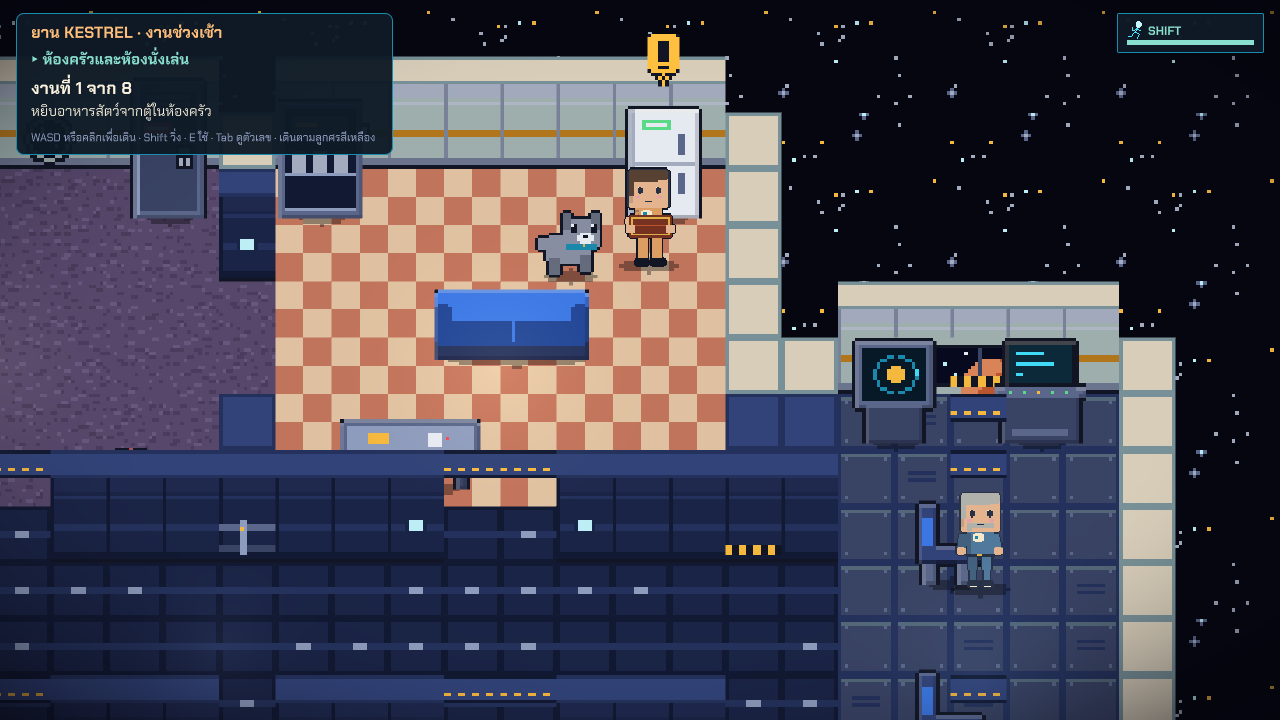 ยาน KESTREL · งานช่วงเช้า
▸ ห้องครัวและห้องนั่งเล่น
งานที่ 1 จาก 8
หยิบอาหารสัตว์จากตู้ในห้องครัว
WASD หรือคลิกเพื่อเดิน · Shift วิ่ง · E ใช้ · Tab ดูตัวเลข · เดินตามลูกศรสีเหลือง
SHIFT